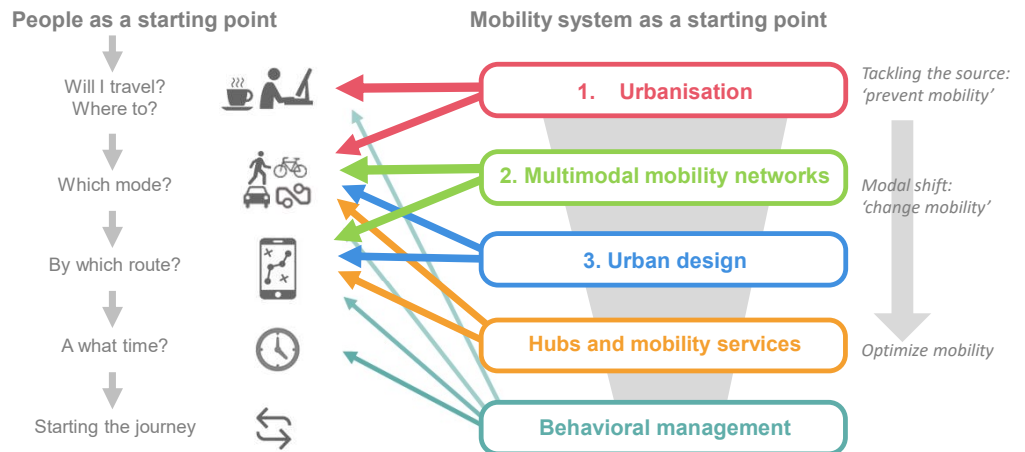 People as a starting point
Mobility system as a starting point
Will I travel?
Where to?
1. Urbanisation
Tackling the source:
‘prevent mobility’
Which mode?
2. Multimodal mobility networks
Modal shift:
‘change mobility’
By which route?
3. Urban design
A what time?
Hubs and mobility services
Optimize mobility
Starting the journey
Behavioral management